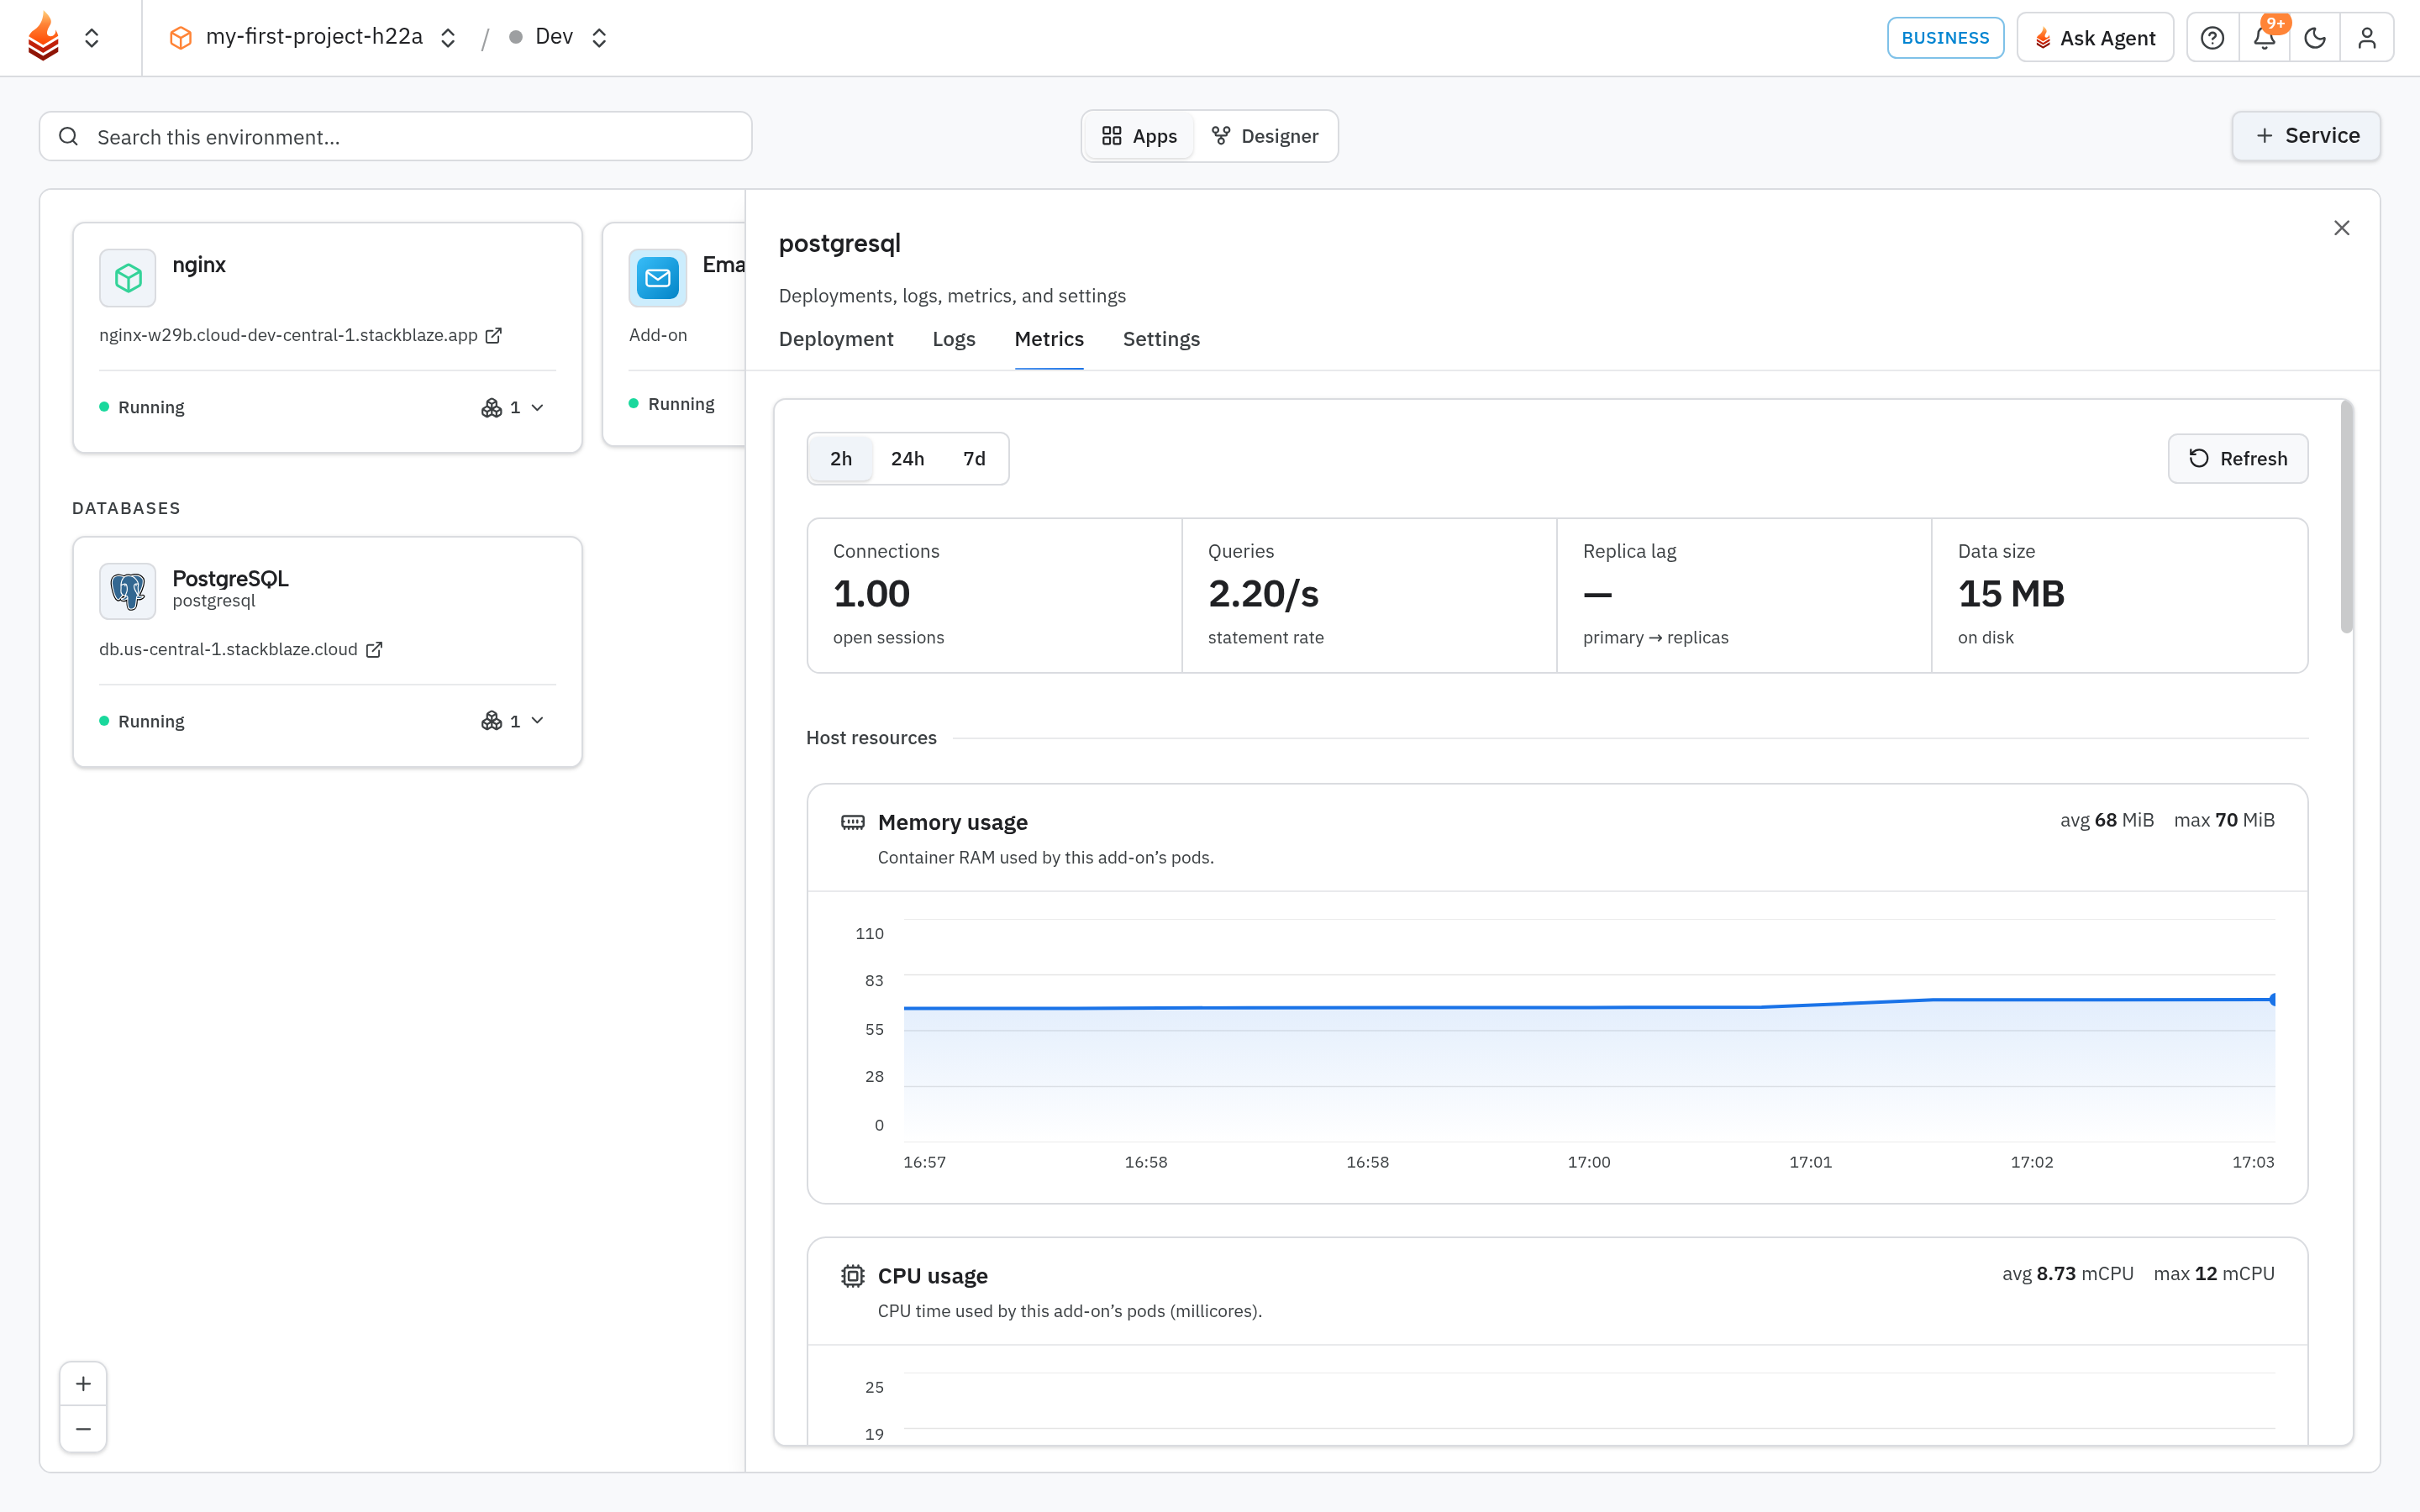 my-first-project-h22a / Dev
BUSINESS
Ask Agent
9+
Search this environment...
Apps
Designer
+ Service
nginx
nginx-w29b.cloud-dev-central-1.stackblaze.app
Running
1
Ema
Add-on
Running
DATABASES
PostgreSQL
postgresql
db.us-central-1.stackblaze.cloud
Running
1
postgresql
Deployments, logs, metrics, and settings
Deployment Logs Metrics Settings
2h 24h 7d
Refresh
Connections
1.00
open sessions
Queries
2.20/s
statement rate
Replica lag
—
primary → replicas
Data size
15 MB
on disk
Host resources
Memory usage
avg 68 MiB max 70 MiB
Container RAM used by this add-on’s pods.
110
83
55
28
0
16:57 16:58 16:58 17:00 17:01 17:02 17:03
CPU usage
avg 8.73 mCPU max 12 mCPU
CPU time used by this add-on’s pods (millicores).
25
19
+
−